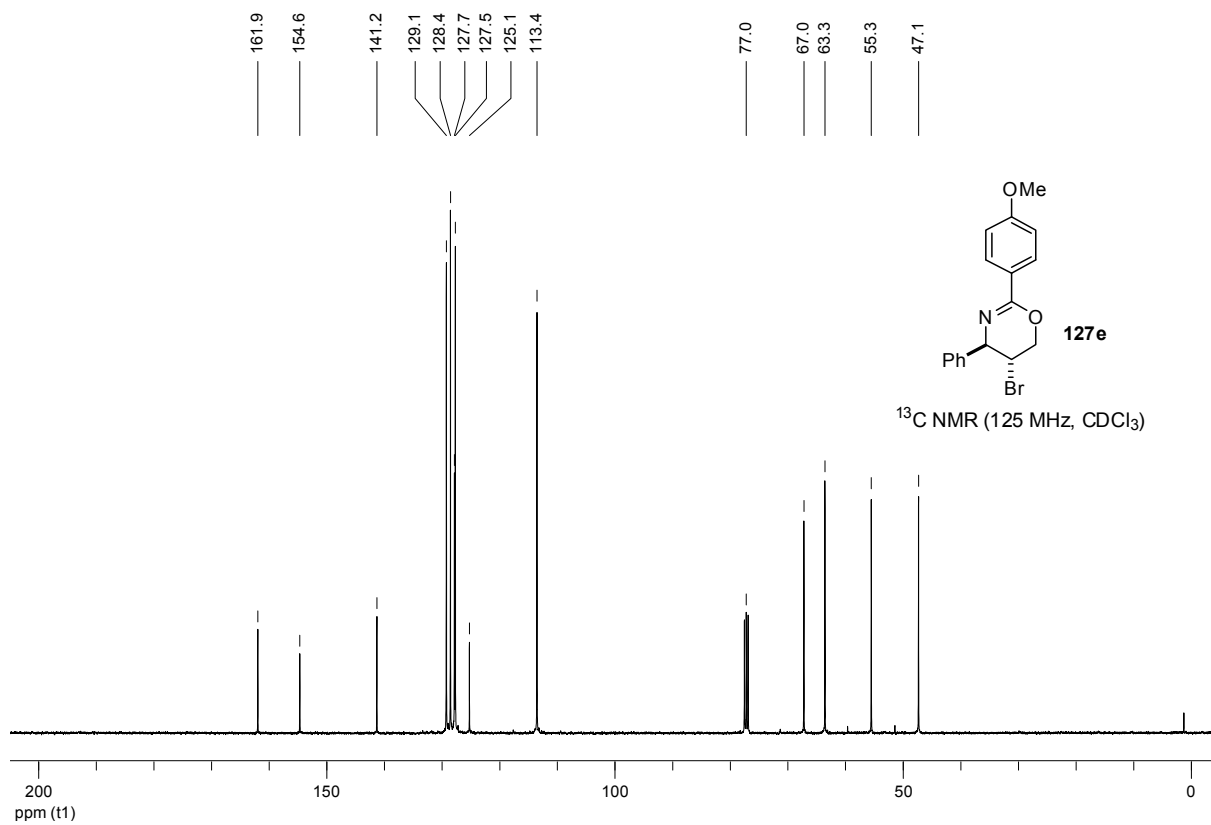 161.9
154.6
141.2
129.1
128.4
127.7
127.5
125.1
113.4
77.0
67.0
63.3
55.3
47.1
OMe
N
O
127e
Ph
Br
¹³C NMR (125 MHz, CDCl₃)
200 150 100 50 0
ppm (t1)